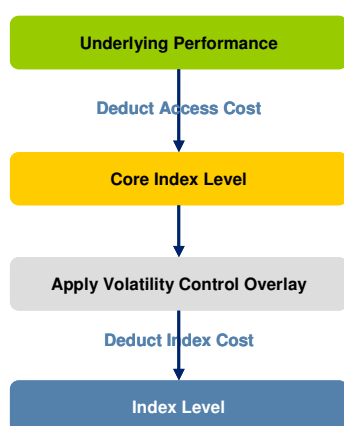 Underlying Performance
Deduct Access Cost
Core Index Level
Apply Volatility Control Overlay
Deduct Index Cost
Index Level